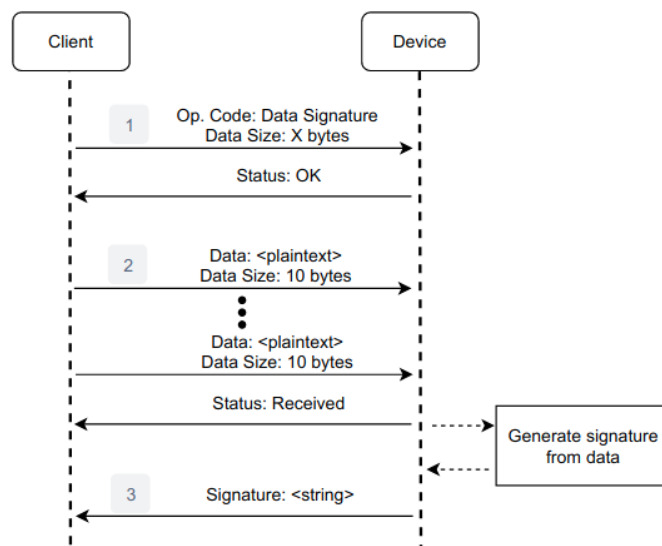 Client
Device
1
Op. Code: Data Signature
Data Size: X bytes
Status: OK
2
Data: <plaintext>
Data Size: 10 bytes
Data: <plaintext>
Data Size: 10 bytes
Status: Received
Generate signature
from data
3
Signature: <string>